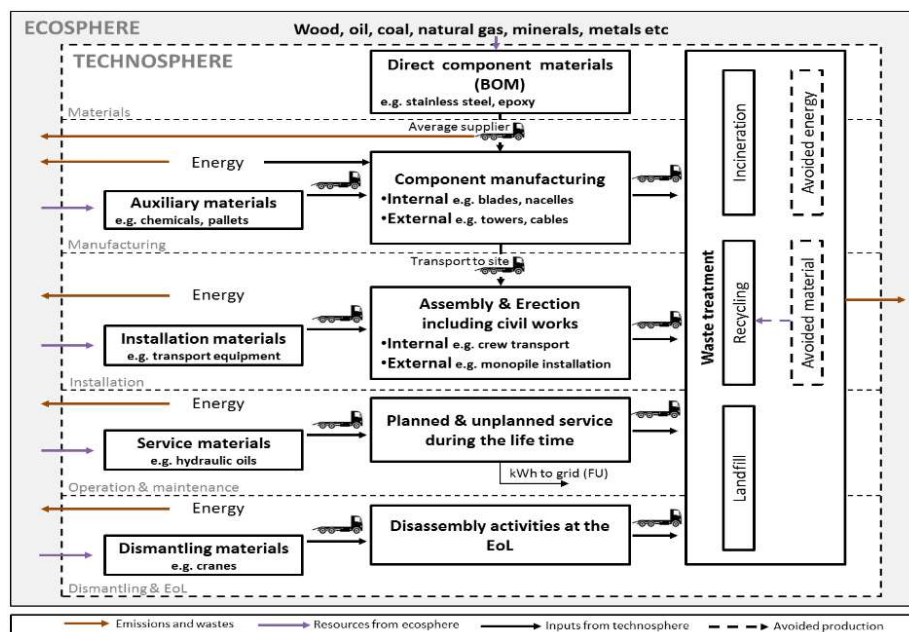 ECOSPHERE
Wood, oil, coal, natural gas, minerals, metals etc
TECHNOSPHERE
Direct component materials
(BOM)
e.g. stainless steel, epoxy
Materials
Average supplier
Energy
Auxiliary materials
e.g. chemicals, pallets
Component manufacturing
•Internal e.g. blades, nacelles
•External e.g. towers, cables
Manufacturing
Transport to site
Energy
Installation materials
e.g. transport equipment
Assembly & Erection
including civil works
•Internal e.g. crew transport
•External e.g. monopile installation
Installation
Energy
Service materials
e.g. hydraulic oils
Planned & unplanned service
during the life time
kWh to grid (FU)
Operation & maintenance
Energy
Dismantling materials
e.g. cranes
Disassembly activities at the
EoL
Dismantling & EoL
Waste treatment
Incineration
Avoided energy
Recycling
Avoided material
Landfill
Emissions and wastes
Resources from ecosphere
Inputs from technosphere
Avoided production